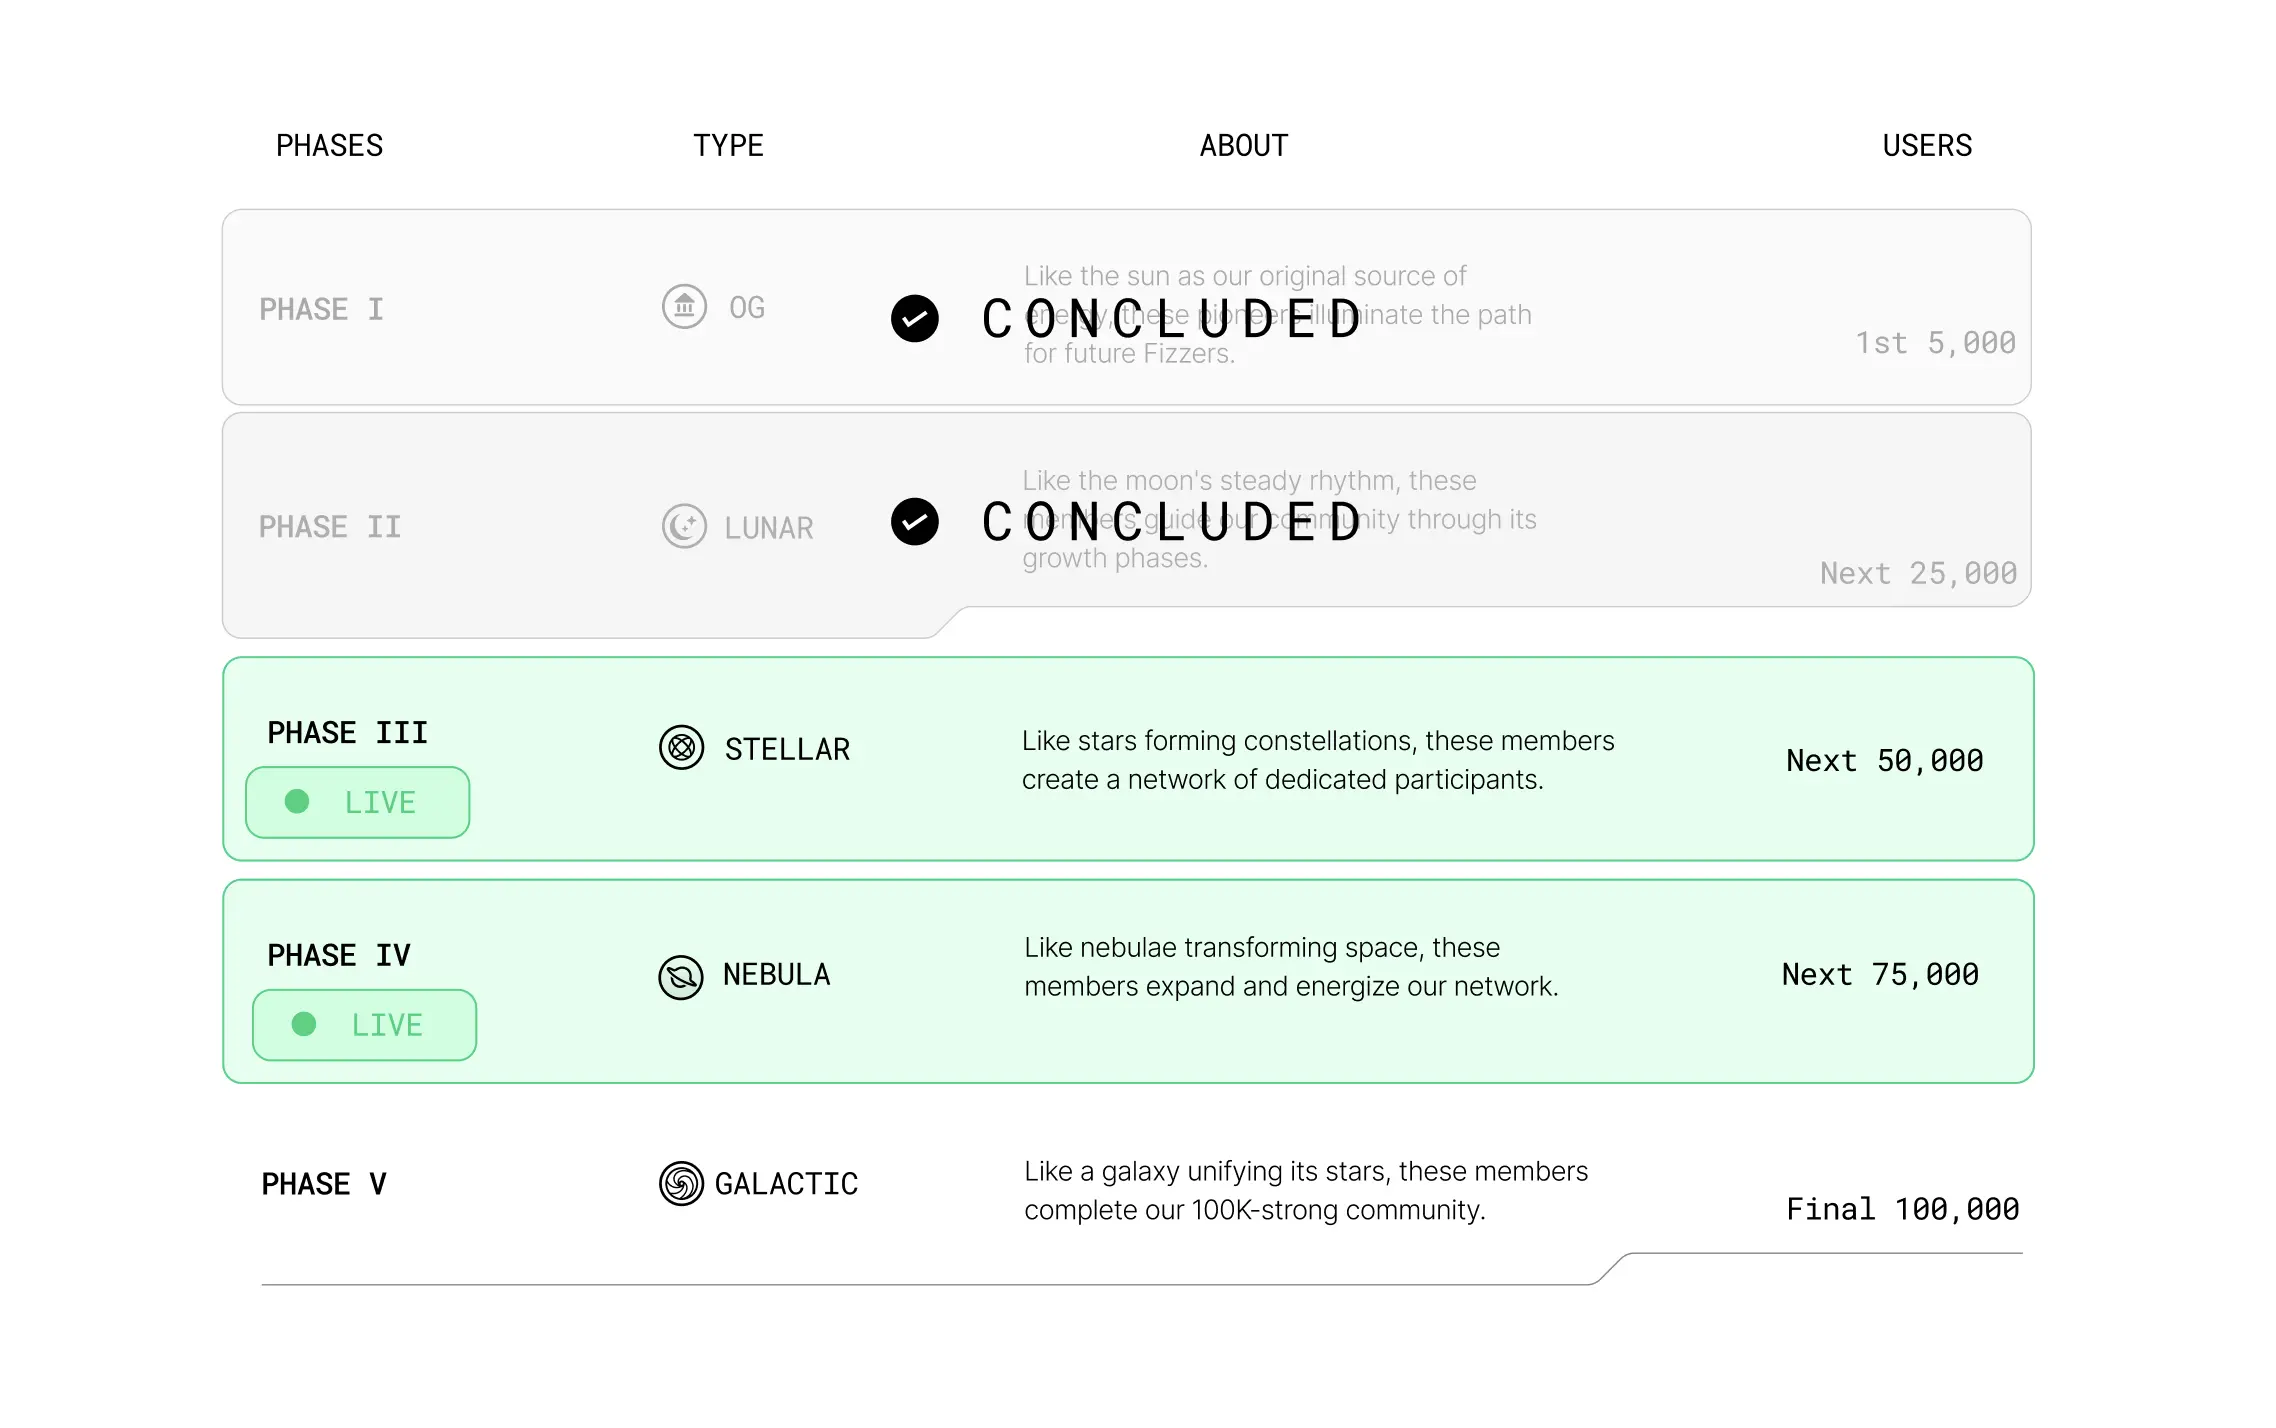 PHASES TYPE ABOUT USERS
PHASE I
OG
Like the sun as our original source of
energy, these pioneers illuminate the path
for future Fizzers.
CONCLUDED
1st 5,000
PHASE II
LUNAR
Like the moon's steady rhythm, these
members guide our community through its
growth phases.
CONCLUDED
Next 25,000
PHASE III
LIVE
STELLAR
Like stars forming constellations, these members
create a network of dedicated participants.
Next 50,000
PHASE IV
LIVE
NEBULA
Like nebulae transforming space, these
members expand and energize our network.
Next 75,000
PHASE V
GALACTIC
Like a galaxy unifying its stars, these members
complete our 100K-strong community.
Final 100,000